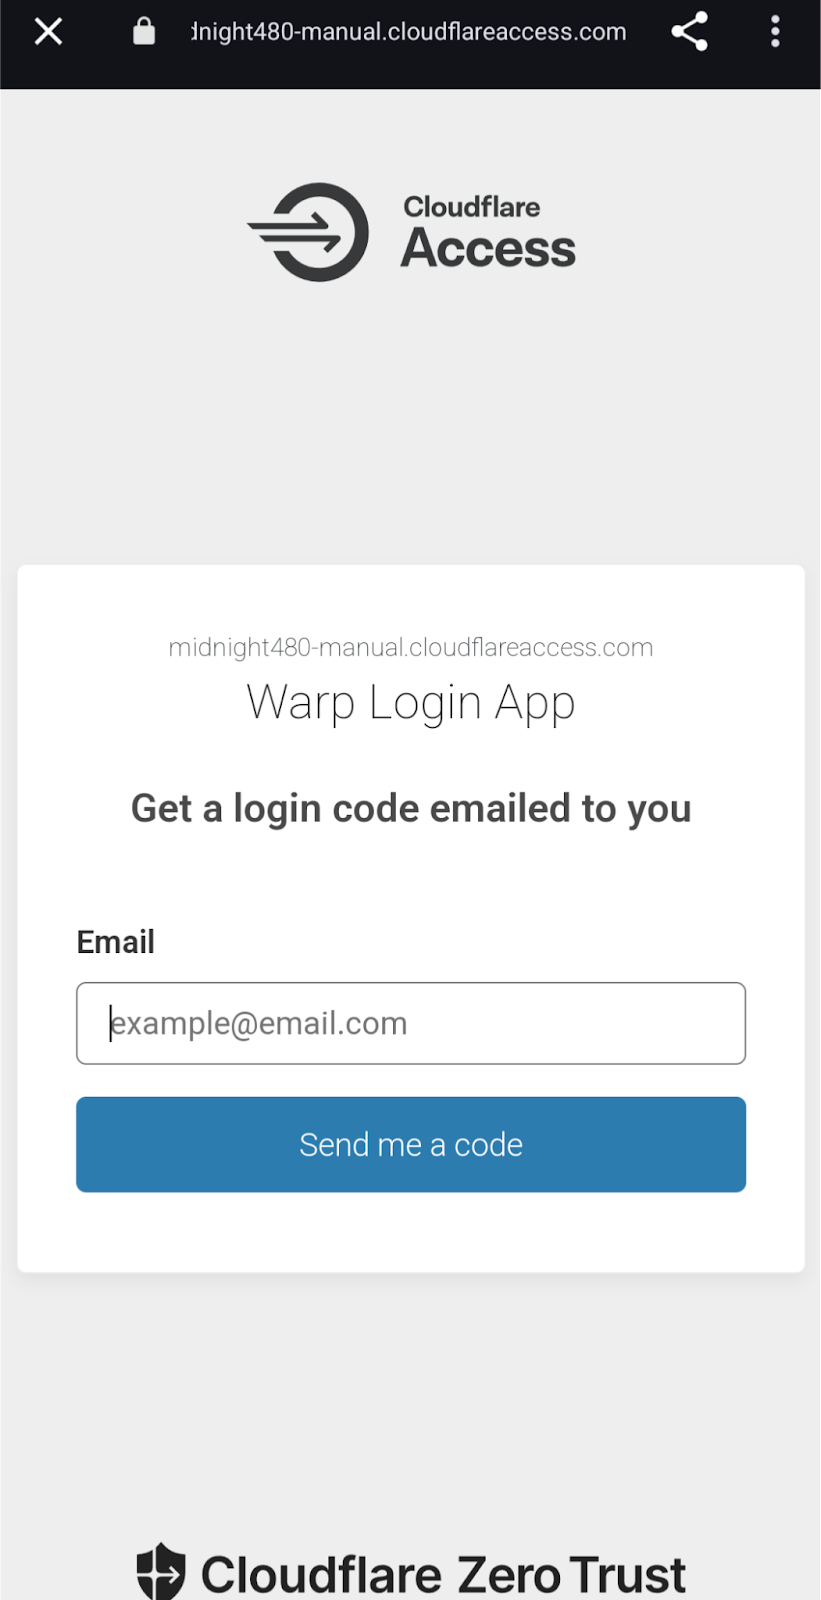 dnight480-manual.cloudflareaccess.com
Cloudflare
Access
midnight480-manual.cloudflareaccess.com
Warp Login App
Get a login code emailed to you
Email
example@email.com
Send me a code
Cloudflare Zero Trust